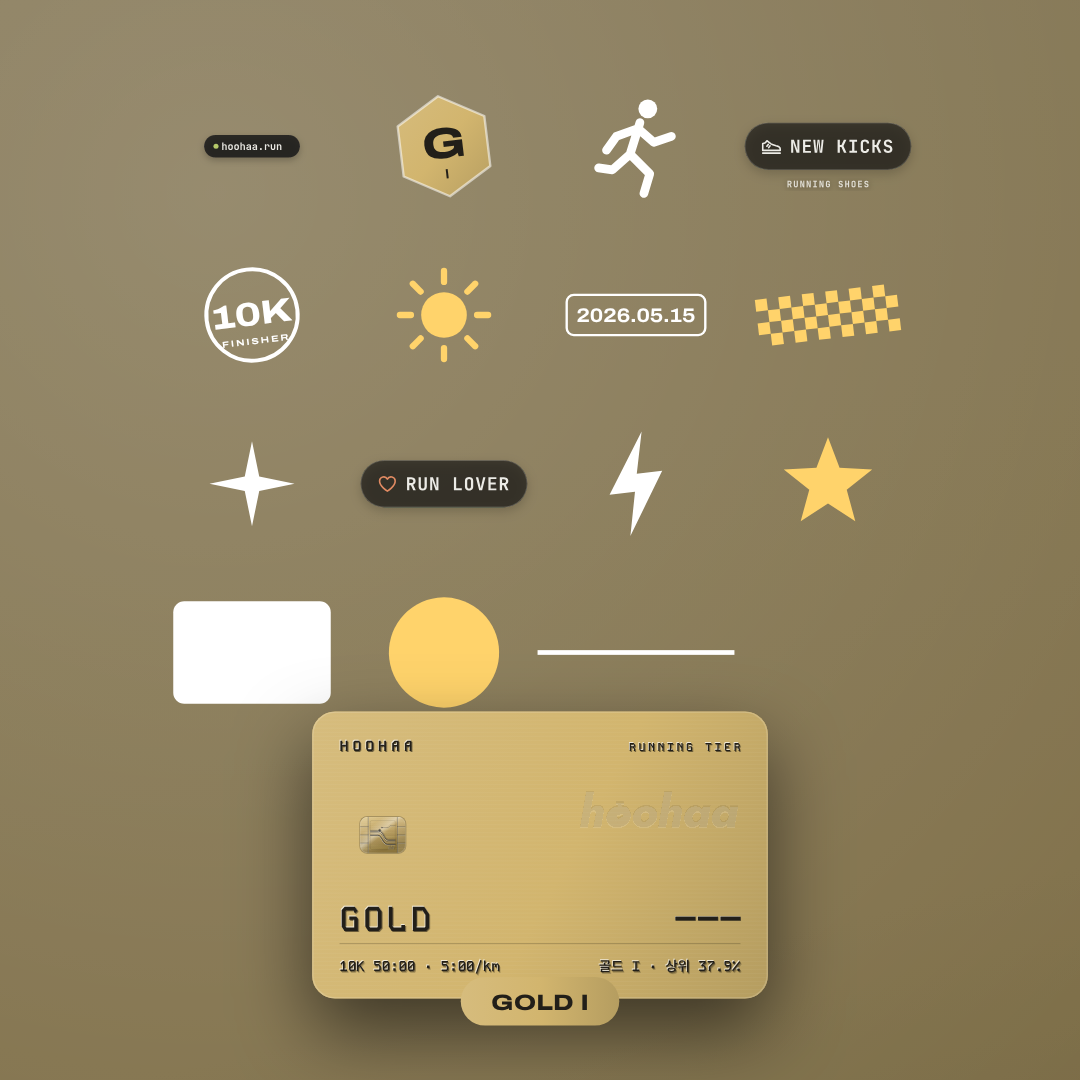 hoohaa.run
G
I
NEW KICKS
RUNNING SHOES
10K
FINISHER
2026.05.15
RUN LOVER
HOOHAA
RUNNING TIER
hoohaa
GOLD
———
10K 50:00 · 5:00/km
골드 I · 상위 37.9%
GOLD I